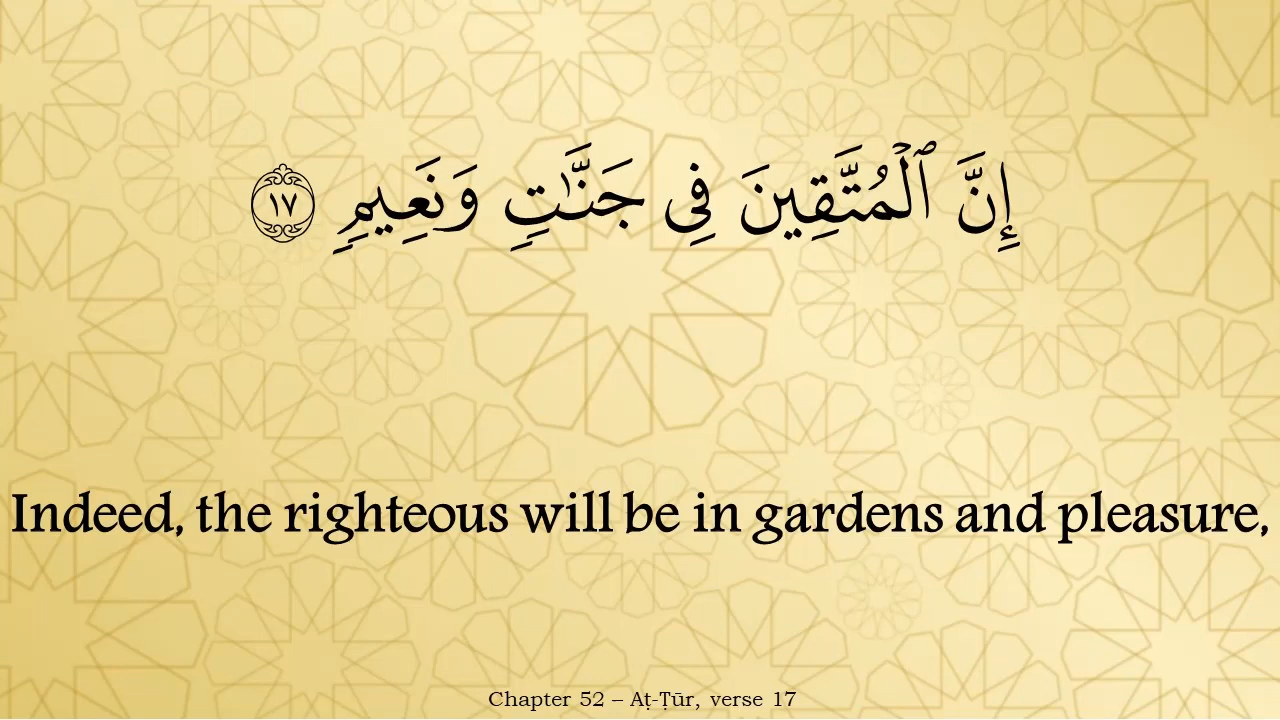 إِنَّ ٱلْمُتَّقِينَ فِى جَنَّـٰتٍ وَنَعِيمٍ ١٧
Indeed, the righteous will be in gardens and pleasure,
Chapter 52 – Aṭ-Ṭūr, verse 17